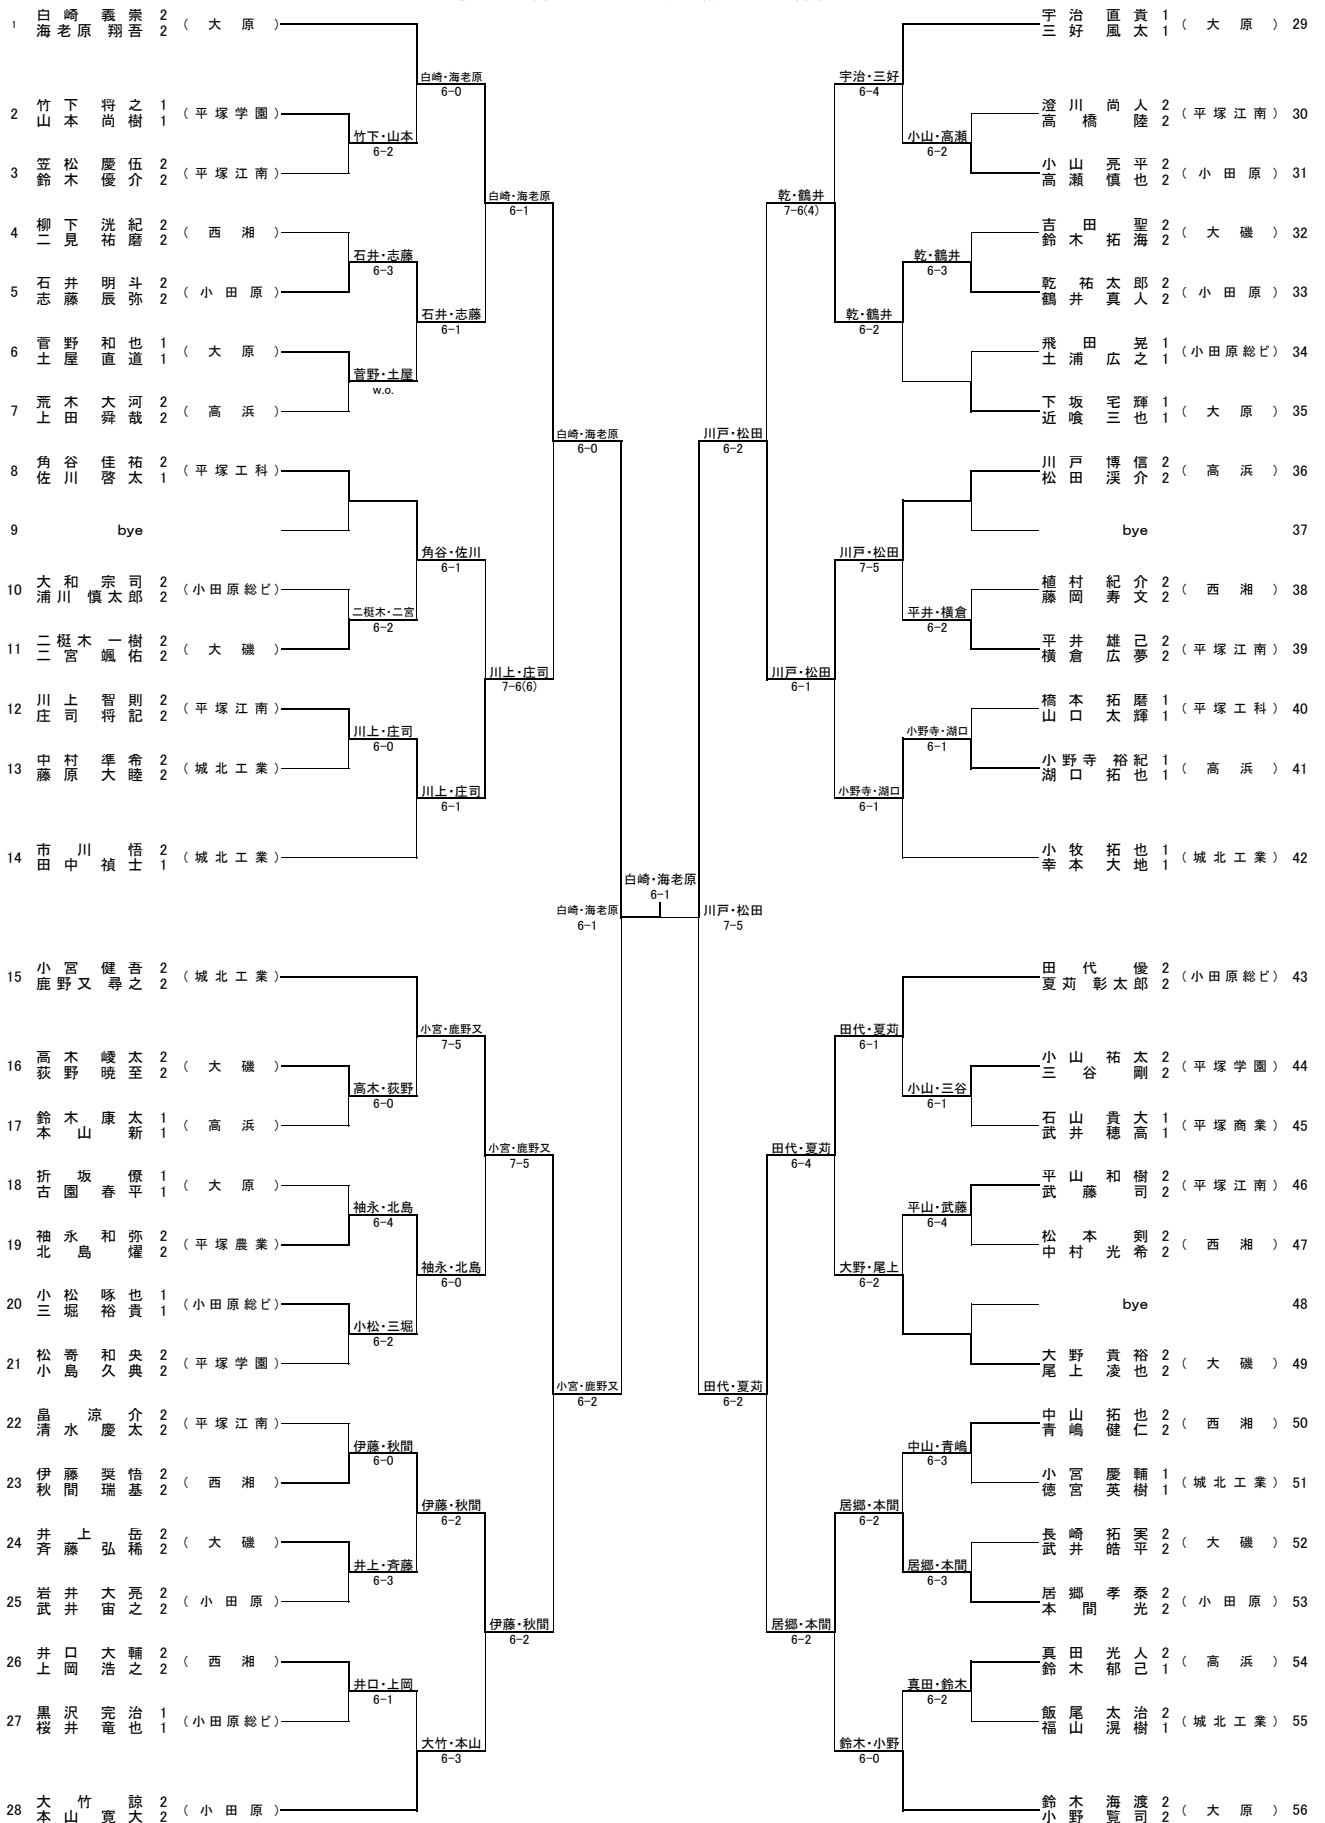 1 白崎 義崇 2 (大原)
海老原 翔吾 2
2 竹下 将之 1 (平塚学園)
山本 尚樹 1
3 笠松 慶伍 2 (平塚江南)
鈴木 優介 2
4 柳下 洸紀 2 (西湘)
二見 祐磨 2
5 石井 明斗 2 (小田原)
志藤 辰弥 2
6 菅野 和也 1 (大原)
土屋 直道 1
7 荒木 大河 2 (高浜)
上田 舜哉 2
8 角谷 佳祐 2 (平塚工科)
佐川 啓太 1
9 bye
10 大和 宗司 2 (小田原総ビ)
浦川 慎太郎 2
11 二梃木 一樹 2 (大磯)
二宮 颯佑 2
12 川上 智則 2 (平塚江南)
庄司 将記 2
13 中村 準希 2 (城北工業)
藤原 大睦 2
14 市川 悟 2 (城北工業)
田中 禎士 1
15 小宮 健吾 2 (城北工業)
鹿野又 尋之 2
16 高木 崚太 2 (大磯)
荻野 暁至 2
17 鈴木 康太 1 (高浜)
本山 新 1
18 折坂 僚 1 (大原)
古園 春平 1
19 袖永 和弥 2 (平塚農業)
北島 燿 2
20 小松 啄也 1 (小田原総ビ)
三堀 裕貴 1
21 松嵜 和央 2 (平塚学園)
小島 久典 2
22 畠 涼介 2 (平塚江南)
清水 慶太 2
23 伊藤 奨悟 2 (西湘)
秋間 瑞基 2
24 井上 岳 2 (大磯)
斉藤 弘稀 2
25 岩井 大亮 2 (小田原)
武井 宙之 2
26 井口 大輔 2 (西湘)
上岡 浩之 2
27 黒沢 完治 1 (小田原総ビ)
桜井 竜也 1
28 大竹 諒 2 (小田原)
本山 寛大 2
竹下・山本
6-2
石井・志藤
6-3
菅野・土屋
w.o.
二梃木・二宮
6-2
川上・庄司
6-0
高木・荻野
6-0
袖永・北島
6-4
小松・三堀
6-2
伊藤・秋間
6-0
井上・斉藤
6-3
井口・上岡
6-1
白崎・海老原
6-0
石井・志藤
6-1
角谷・佐川
6-1
川上・庄司
6-1
小宮・鹿野又
7-5
袖永・北島
6-0
伊藤・秋間
6-2
大竹・本山
6-3
白崎・海老原
6-1
川上・庄司
7-6(6)
小宮・鹿野又
7-5
伊藤・秋間
6-2
白崎・海老原
6-0
小宮・鹿野又
6-2
白崎・海老原
6-1
白崎・海老原
6-1
川戸・松田
7-5
川戸・松田
6-2
田代・夏苅
6-2
乾・鶴井
7-6(4)
川戸・松田
6-1
田代・夏苅
6-4
居郷・本間
6-2
宇治・三好
6-4
乾・鶴井
6-2
川戸・松田
7-5
小野寺・湖口
6-1
田代・夏苅
6-1
大野・尾上
6-2
居郷・本間
6-2
鈴木・小野
6-0
小山・高瀬
6-2
乾・鶴井
6-3
平井・横倉
6-2
小野寺・湖口
6-1
小山・三谷
6-1
平山・武藤
6-4
中山・青嶋
6-3
居郷・本間
6-3
真田・鈴木
6-2
宇治 直貴 1 (大原) 29
三好 風太 1
澄川 尚人 2 (平塚江南) 30
高橋 陸 2
小山 亮平 2 (小田原) 31
高瀬 慎也 2
吉田 聖 2 (大磯) 32
鈴木 拓海 2
乾 祐太郎 2 (小田原) 33
鶴井 真人 2
飛田 晃 1 (小田原総ビ) 34
土浦 広之 1
下坂 宅輝 1 (大原) 35
近喰 三也 1
川戸 博信 2 (高浜) 36
松田 渓介 2
bye 37
植村 紀介 2 (西湘) 38
藤岡 寿文 2
平井 雄己 2 (平塚江南) 39
横倉 広夢 2
橋本 拓磨 1 (平塚工科) 40
山口 太輝 1
小野寺 裕紀 1 (高浜) 41
湖口 拓也 1
小牧 拓也 1 (城北工業) 42
幸本 大地 1
田代 優 2 (小田原総ビ) 43
夏苅 彰太郎 2
小山 祐太 2 (平塚学園) 44
三谷 剛 2
石山 貴大 1 (平塚商業) 45
武井 穂高 1
平山 和樹 2 (平塚江南) 46
武藤 司 2
松本 剣 2 (西湘) 47
中村 光希 2
bye 48
大野 貴裕 2 (大磯) 49
尾上 凌也 2
中山 拓也 2 (西湘) 50
青嶋 健仁 2
小宮 慶輔 1 (城北工業) 51
徳宮 英樹 1
長崎 拓実 2 (大磯) 52
武井 皓平 2
居郷 孝泰 2 (小田原) 53
本間 光 2
真田 光人 2 (高浜) 54
鈴木 郁己 1
飯尾 太治 2 (城北工業) 55
福山 滉樹 1
鈴木 海渡 2 (大原) 56
小野 覧司 2